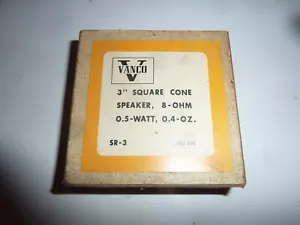 V
VANCO
3" SQUARE CONE
SPEAKER, 8-OHM
0.5-WATT, 0.4-OZ.
SR-3